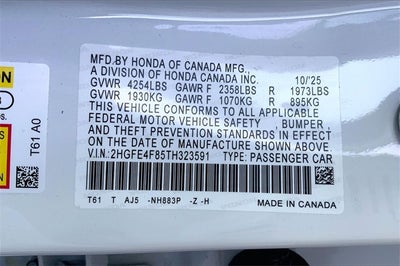 MFD.BY HONDA OF CANADA MFG.,
A DIVISION OF HONDA CANADA INC. 10/'25
GVWR 4254LBS GAWR F 2358LBS R 1973LBS
GVWR 1930KG GAWR F 1070KG R 895KG
THIS VEHICLE CONFORMS TO ALL APPLICABLE
FEDERAL MOTOR VEHICLE SAFETY, BUMPER,
AND THEFT PREVENTION STANDARDS IN EFFECT
ON THE DATE OF MANUFACTURE SHOWN ABOVE.
V.I.N.:2HGFE4F85TH323591 TYPE: PASSENGER CAR
T61 T AJ5 -NH883P -Z -H
MADE IN CANADA
T61 A0